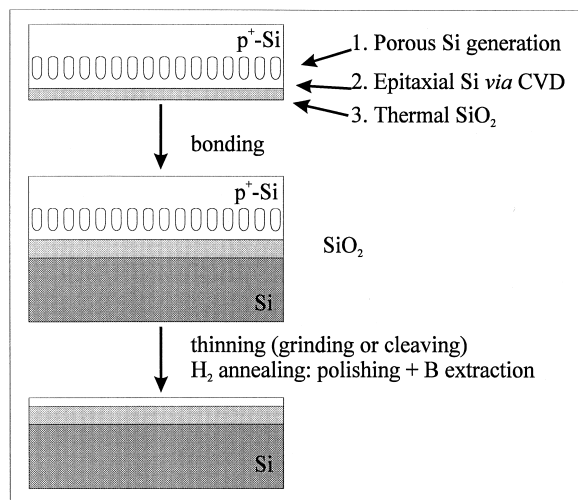 p⁺-Si
1. Porous Si generation
2. Epitaxial Si via CVD
3. Thermal SiO₂
bonding
p⁺-Si
SiO₂
Si
thinning (grinding or cleaving)
H₂ annealing: polishing + B extraction
Si